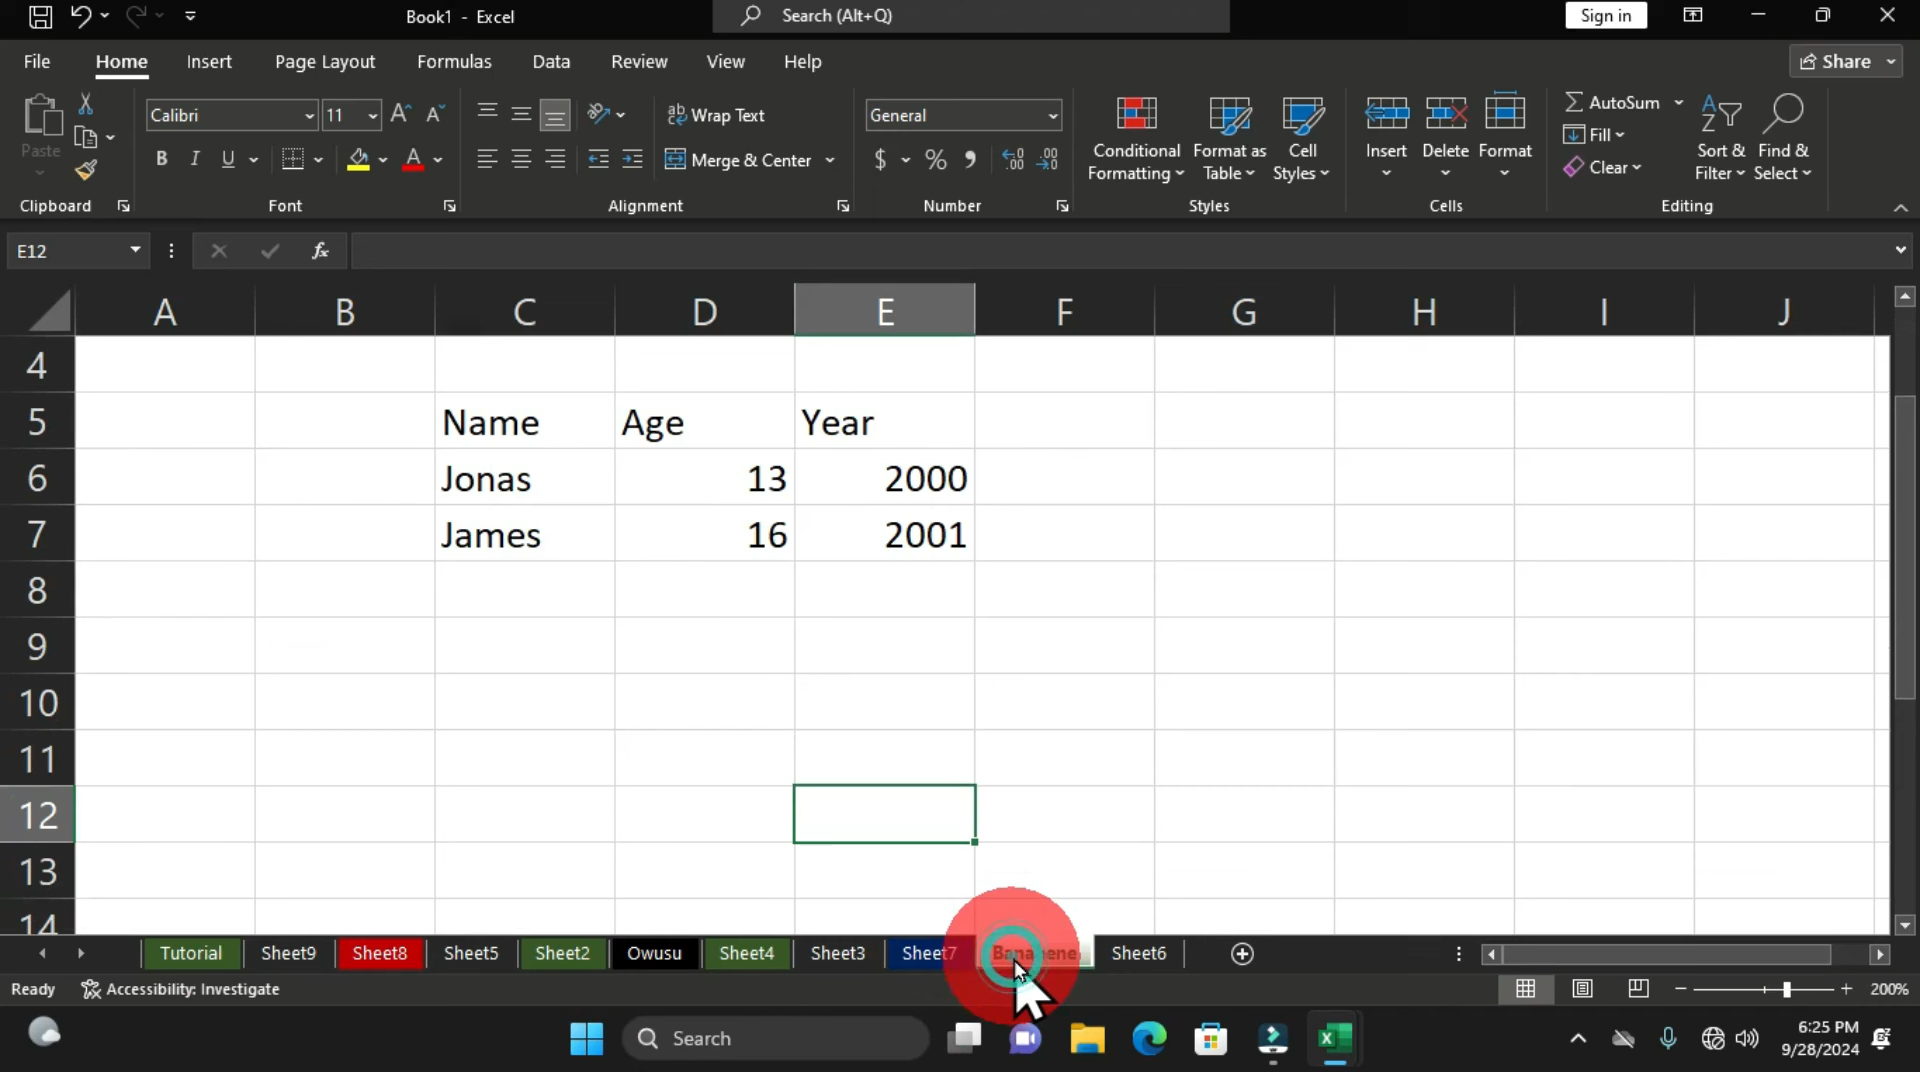 Book1 - Excel
Search (Alt+Q)
Sign in
File Home Insert Page Layout Formulas Data Review View Help
Share
Paste
Calibri 11
B I U
Wrap Text
Merge & Center
General
$ % 9
Conditional Formatting
Format as Table
Cell Styles
Insert Delete Format
AutoSum
Fill
Clear
Sort & Filter
Find & Select
Clipboard Font Alignment Number Styles Cells Editing
E12 fx
A B C D E F G H I J
4
5 Name Age Year
6 Jonas 13 2000
7 James 16 2001
8
9
10
11
12
13
14
Tutorial Sheet9 Sheet8 Sheet5 Sheet2 Owusu Sheet4 Sheet3 Sheet7 Sheet6
Ready Accessibility: Investigate
200%
Search
6:25 PM
9/28/2024